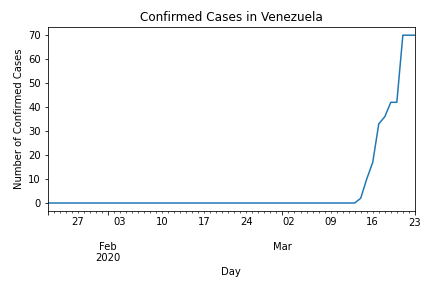 Confirmed Cases in Venezuela
Number of Confirmed Cases
70
60
50
40
30
20
10
0
27 03 10 17 24 02 09 16 23
Feb Mar
2020
Day